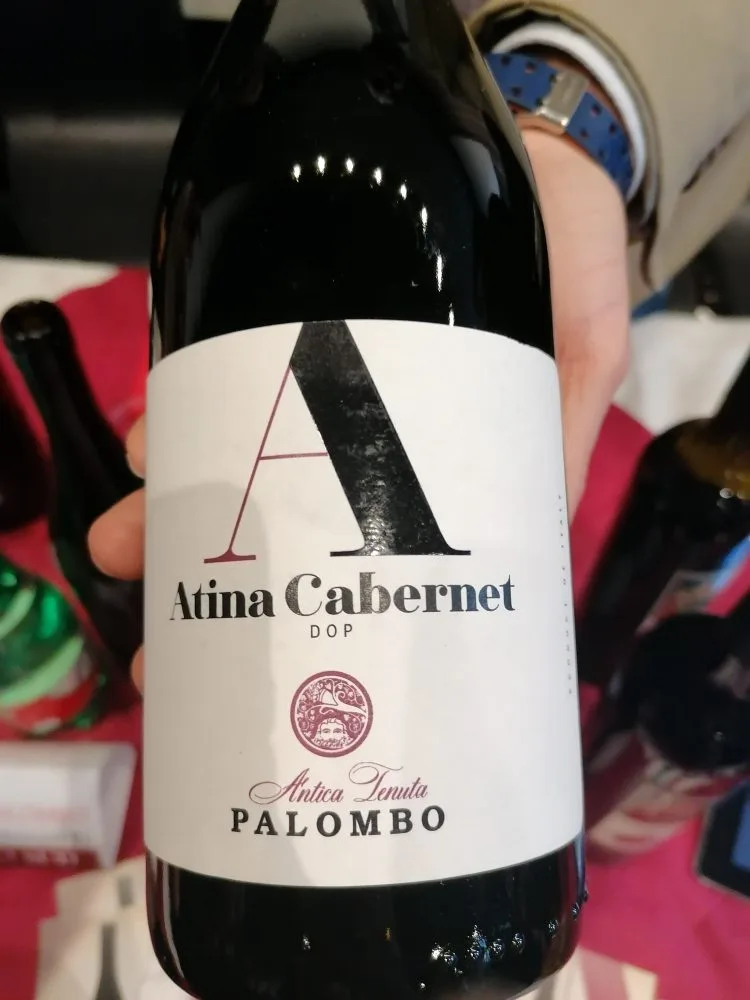 A
Atina Cabernet
DOP
Antica Tenuta
PALOMBO